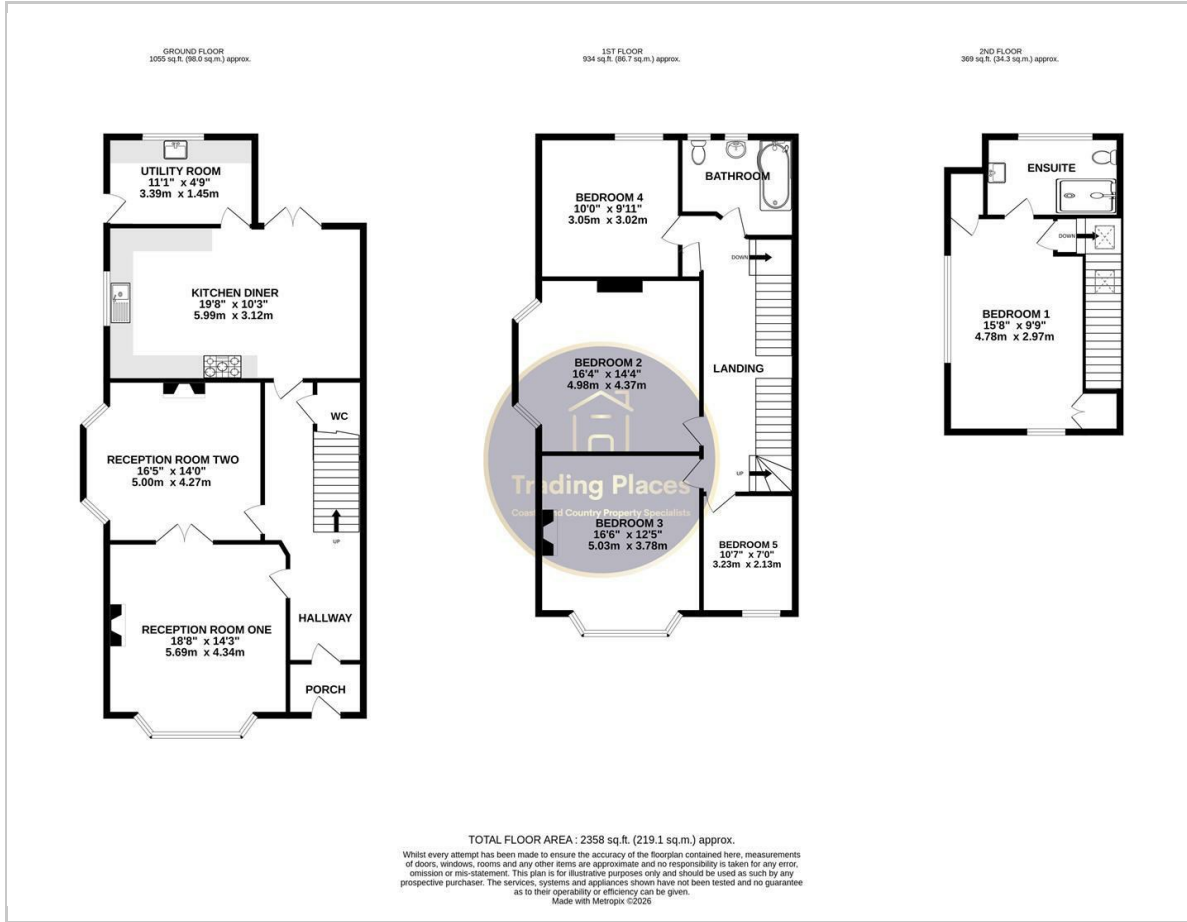 GROUND FLOOR
1055 sq.ft. (98.0 sq.m.) approx.
UTILITY ROOM
11'1" x 4'9"
3.39m x 1.45m
KITCHEN DINER
19'8" x 10'3"
5.99m x 3.12m
WC
RECEPTION ROOM TWO
16'5" x 14'0"
5.00m x 4.27m
UP
HALLWAY
RECEPTION ROOM ONE
18'8" x 14'3"
5.69m x 4.34m
PORCH
1ST FLOOR
934 sq.ft. (86.7 sq.m.) approx.
BATHROOM
BEDROOM 4
10'0" x 9'11"
3.05m x 3.02m
DOWN
BEDROOM 2
16'4" x 14'4"
4.98m x 4.37m
LANDING
UP
Trading Places
Coast and Country Property Specialists
BEDROOM 3
16'6" x 12'5"
5.03m x 3.78m
BEDROOM 5
10'7" x 7'0"
3.23m x 2.13m
2ND FLOOR
369 sq.ft. (34.3 sq.m.) approx.
ENSUITE
DOWN
BEDROOM 1
15'8" x 9'9"
4.78m x 2.97m
TOTAL FLOOR AREA : 2358 sq.ft. (219.1 sq.m.) approx.
Whilst every attempt has been made to ensure the accuracy of the floorplan contained here, measurements
of doors, windows, rooms and any other items are approximate and no responsibility is taken for any error,
omission or mis-statement. This plan is for illustrative purposes only and should be used as such by any
prospective purchaser. The services, systems and appliances shown have not been tested and no guarantee
as to their operability or efficiency can be given.
Made with Metropix ©2026